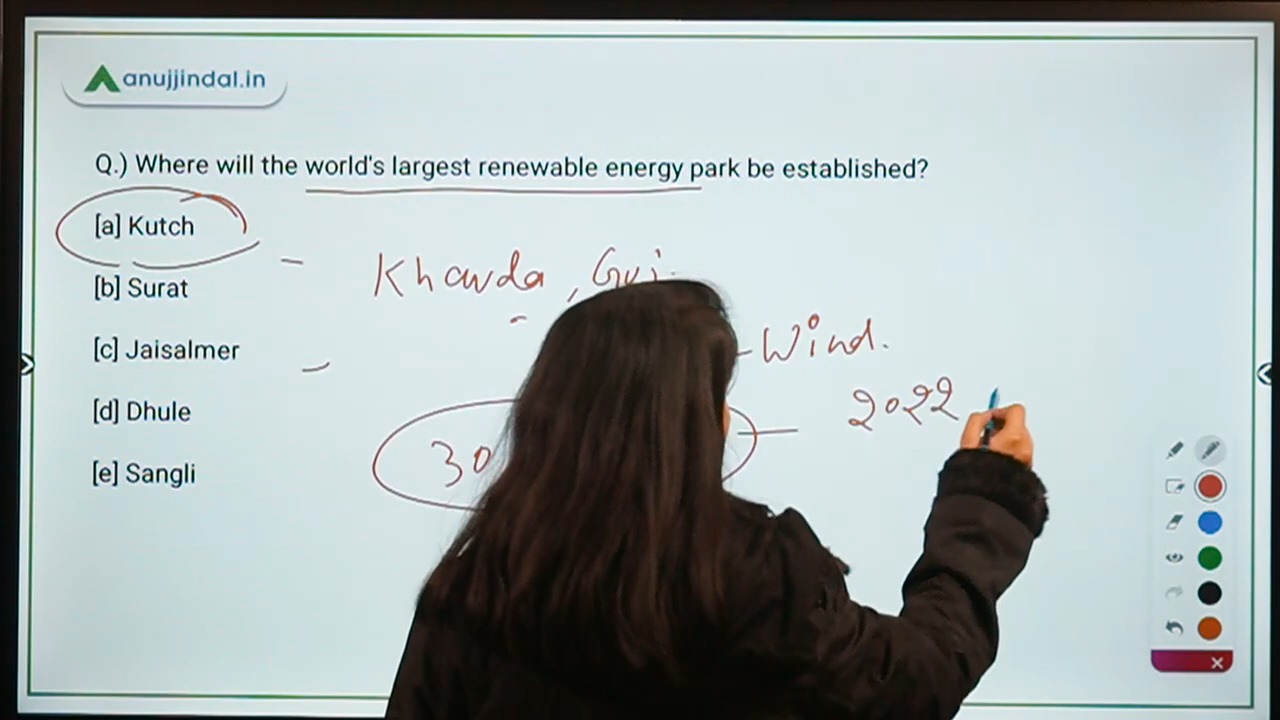 anujjindal.in
Q.) Where will the world's largest renewable energy park be established?
[a] Kutch
[b] Surat
[c] Jaisalmer
[d] Dhule
[e] Sangli
- Khavda, Guj.
- Wind.
30
2022